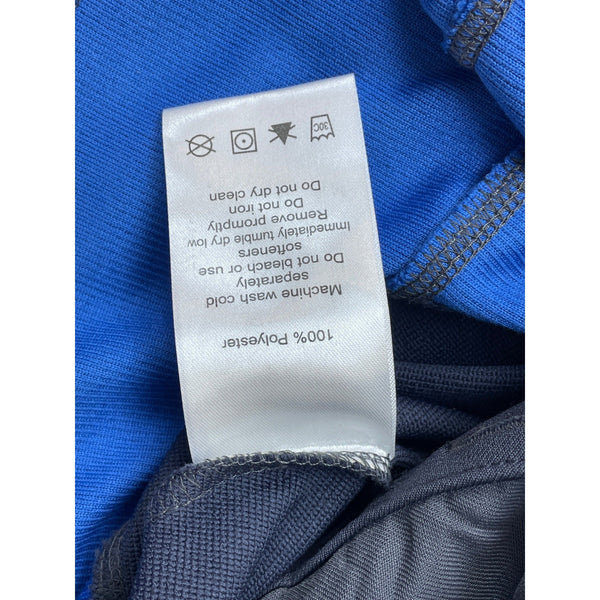 100% Polyester
Machine wash cold
separately
Do not bleach or use
softeners
Immediately tumble dry low
Remove promptly
Do not iron
Do not dry clean
30C